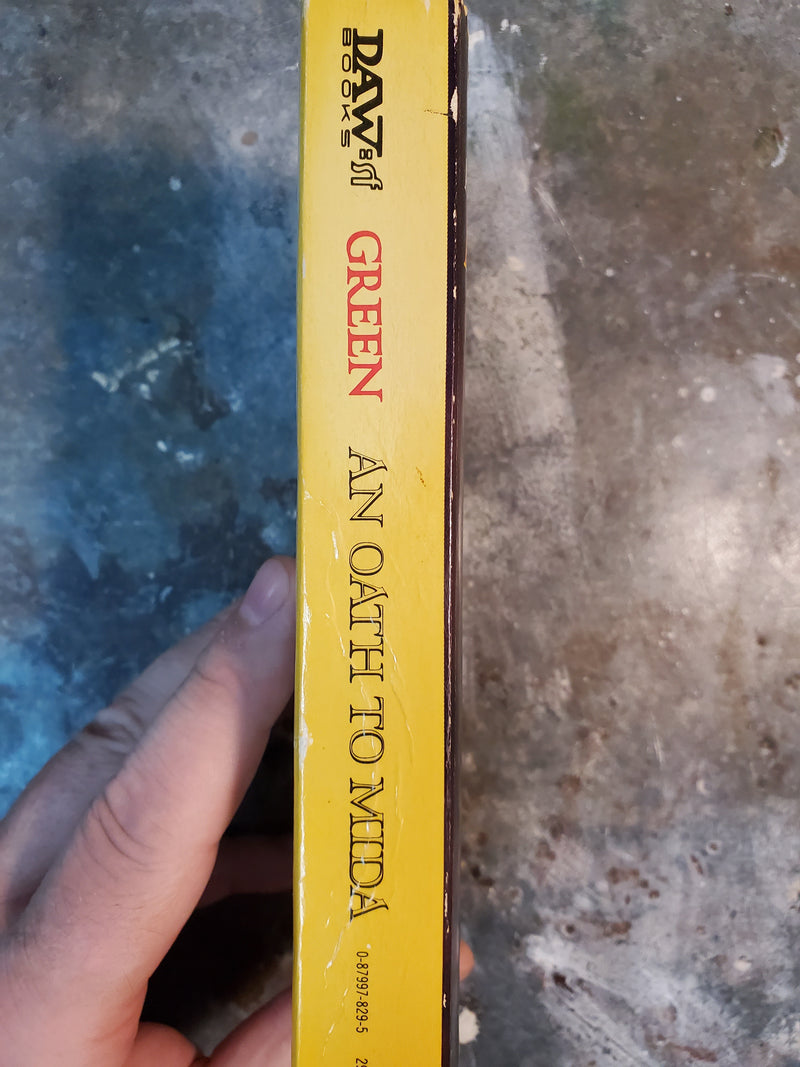 DAW sf
BOOKS
GREEN
AN OATH TO MIDA
0-87997-829-5